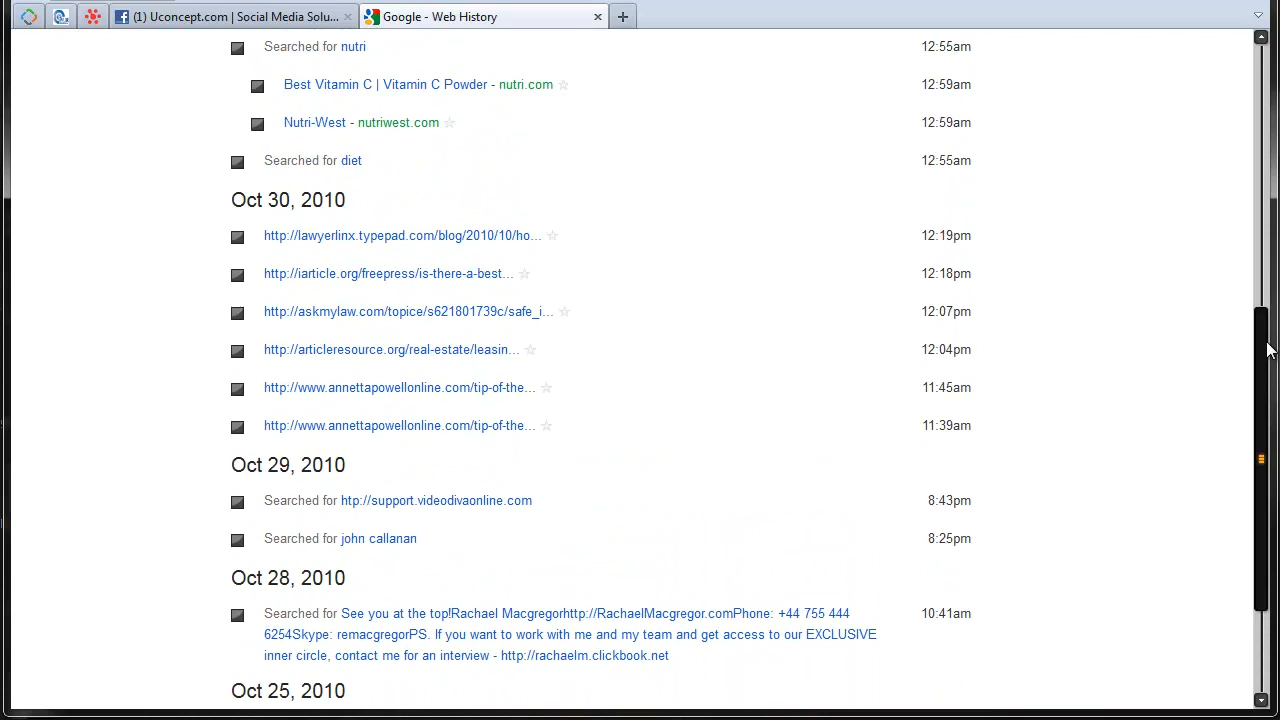 (1) Uconcept.com | Social Media Solu...
Google - Web History
Searched for nutri 12:55am
Best Vitamin C | Vitamin C Powder - nutri.com 12:59am
Nutri-West - nutriwest.com 12:59am
Searched for diet 12:55am
Oct 30, 2010
http://lawyerlinx.typepad.com/blog/2010/10/ho... 12:19pm
http://iarticle.org/freepress/is-there-a-best... 12:18pm
http://askmylaw.com/topice/s621801739c/safe_i... 12:07pm
http://articleresource.org/real-estate/leasin... 12:04pm
http://www.annettapowellonline.com/tip-of-the... 11:45am
http://www.annettapowellonline.com/tip-of-the... 11:39am
Oct 29, 2010
Searched for htp://support.videodivaonline.com 8:43pm
Searched for john callanan 8:25pm
Oct 28, 2010
Searched for See you at the top!Rachael Macgregorhttp://RachaelMacgregor.comPhone: +44 755 444 10:41am
6254Skype: remacgregorPS. If you want to work with me and my team and get access to our EXCLUSIVE
inner circle, contact me for an interview - http://rachaelm.clickbook.net
Oct 25, 2010